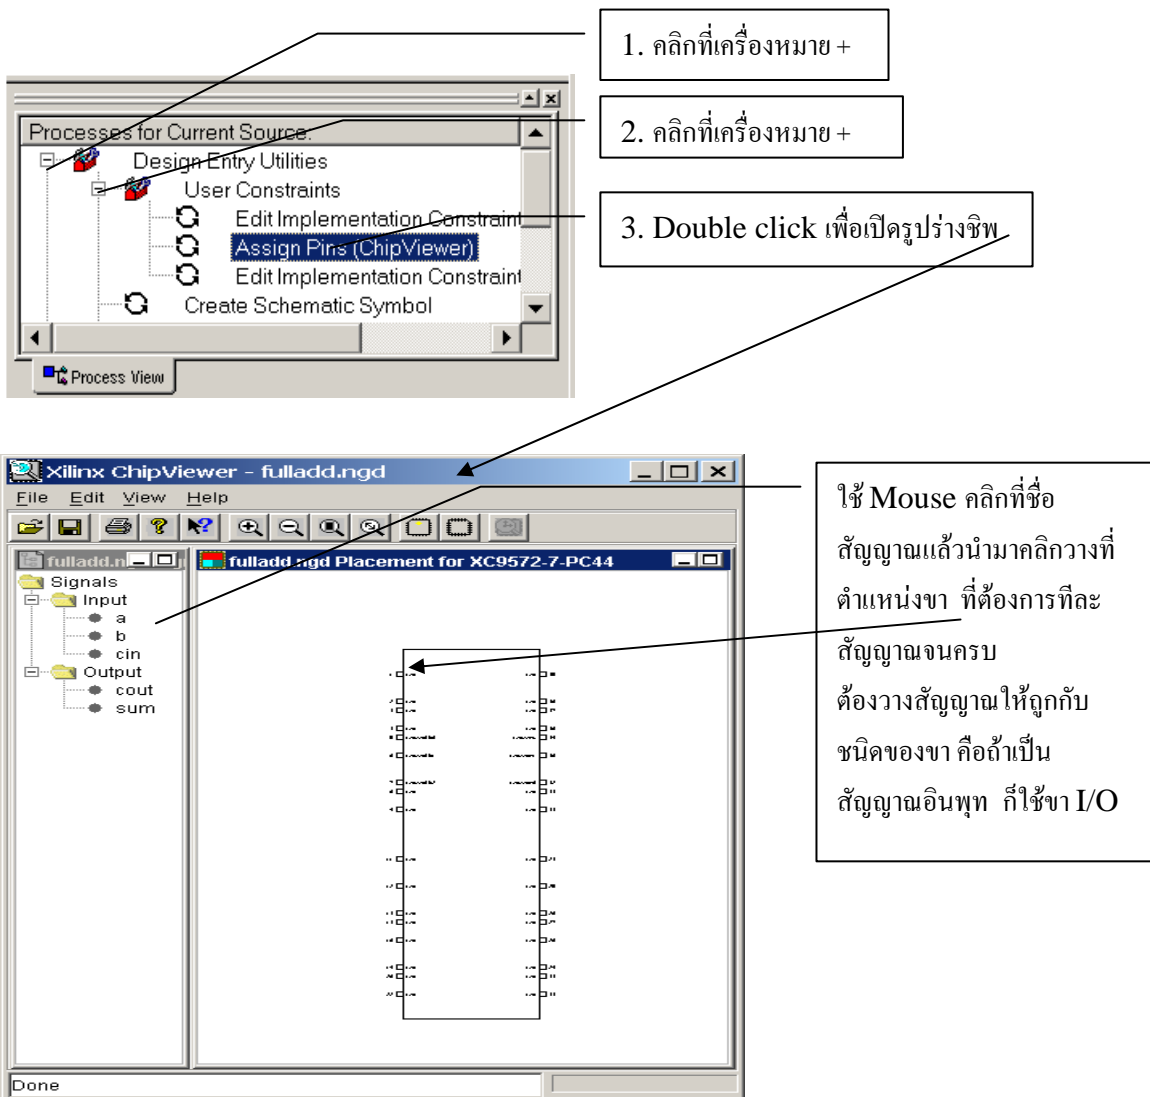 1. คลิกที่เครื่องหมาย +
Processes for Current Source:
2. คลิกที่เครื่องหมาย +
Design Entry Utilities
User Constraints
Edit Implementation Constraint
3. Double click เพื่อเปิดรูปร่างชิพ
Assign Pins (ChipViewer)
Edit Implementation Constraint
Create Schematic Symbol
Process View
Xilinx ChipViewer - fulladd.ngd
File Edit View Help
fulladd.n
fulladd.ngd Placement for XC9572-7-PC44
Signals
Input
a
b
cin
Output
cout
sum
Done
ใช้ Mouse คลิกที่ชื่อ
สัญญาณแล้วนำมาคลิกวางที่
ตำแหน่งขา ที่ต้องการทีละ
สัญญาณจนครบ
ต้องวางสัญญาณให้ถูกกับ
ชนิดของขา คือถ้าเป็น
สัญญาณอินพุท ก็ใช้ขา I/O